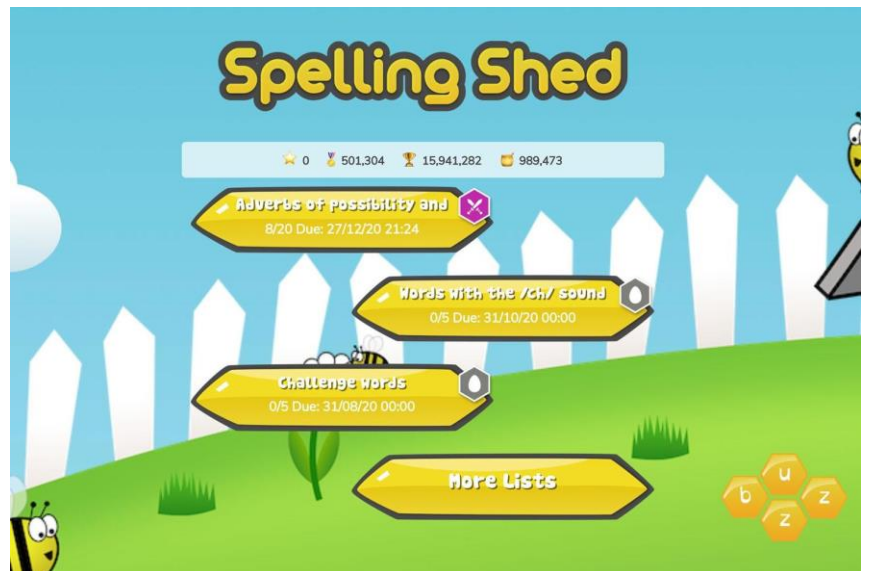 Spelling Shed
0 501,304 15,941,282 989,473
Adverbs of possibility and
8/20 Due: 27/12/20 21:24
Words with the /ch/ sound
0/5 Due: 31/10/20 00:00
Challenge words
0/5 Due: 31/08/20 00:00
More Lists
b u z z